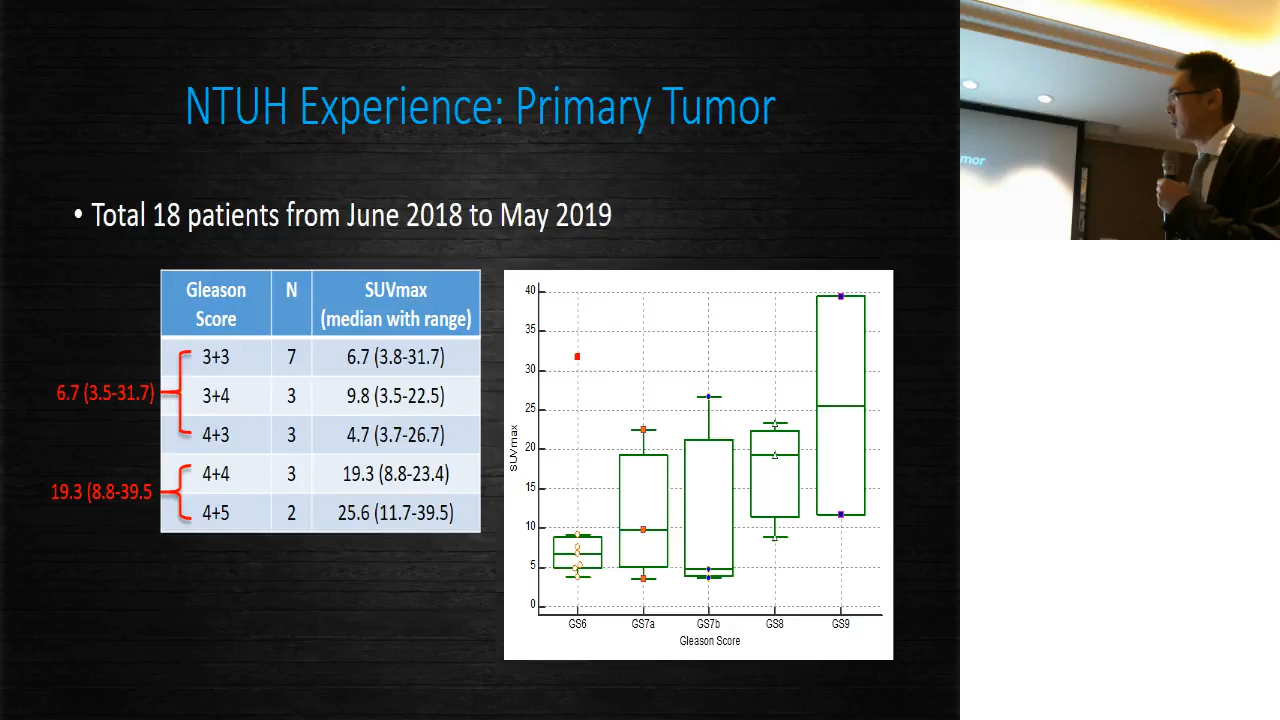 NTUH Experience: Primary Tumor
• Total 18 patients from June 2018 to May 2019
Gleason Score N SUVmax (median with range)
3+3 7 6.7 (3.8-31.7)
3+4 3 9.8 (3.5-22.5)
4+3 3 4.7 (3.7-26.7)
4+4 3 19.3 (8.8-23.4)
4+5 2 25.6 (11.7-39.5)
6.7 (3.5-31.7)
19.3 (8.8-39.5
SUVmax
40
35
30
25
20
15
10
5
0
GS6 GS7a GS7b GS8 GS9
Gleason Score
mor